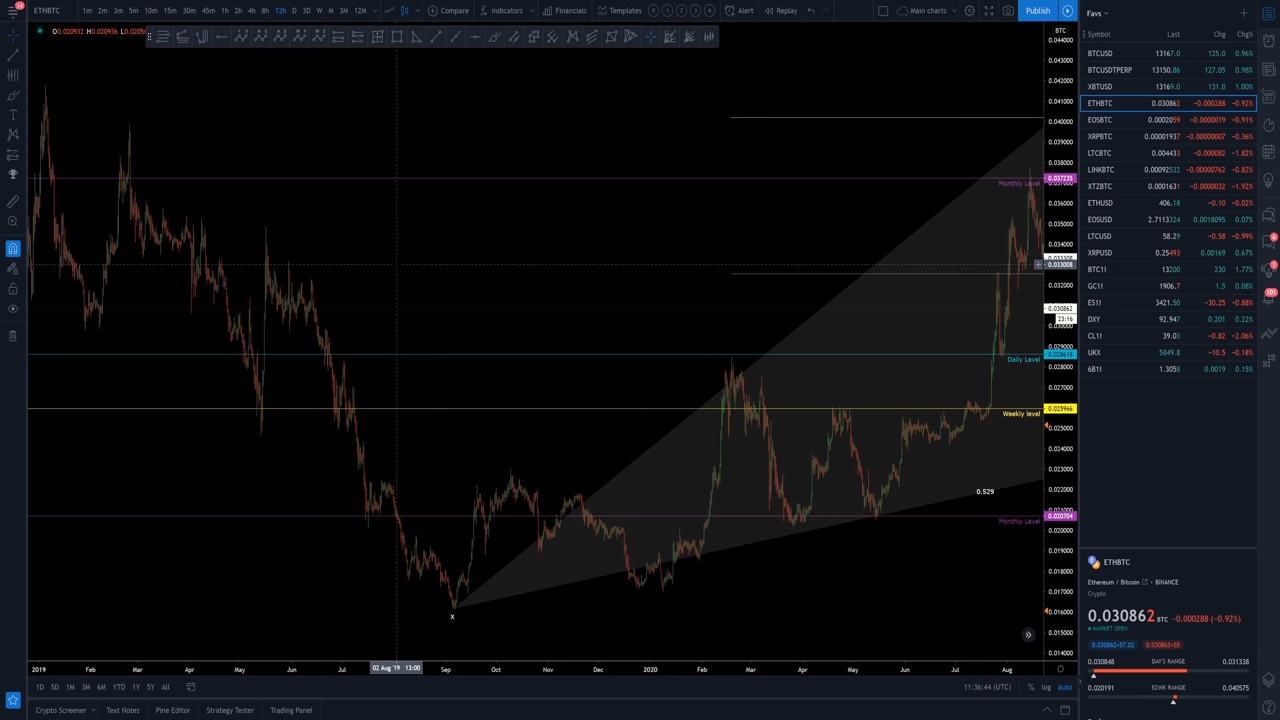 14
ETHBTC
1m 2m 3m 5m 10m 15m 30m 45m 1h 2h 4h 8h 12h D 3D W M 3M 12M
Compare
Indicators
Financials
Templates
Alert
Replay
Main charts
Publish
O0.020932 H0.020936 L0.0205
BTC
0.044000
0.043000
0.042000
0.041000
0.040000
0.039000
0.038000
0.037235
Monthly Level
0.036000
0.035000
0.034000
0.033008
0.032000
0.030862
23:16
0.030000
0.029000
0.028618
Daily Level
0.028000
0.027000
0.025966
Weekly level
0.025000
0.024000
0.023000
0.022000
0.529
0.020704
Monthly Level
0.020000
0.019000
0.018000
0.017000
0.016000
0.015000
0.014000
X
2019 Feb Mar Apr May Jun Jul 02 Aug '19 13:00 Sep Oct Nov Dec 2020 Feb Mar Apr May Jun Jul Aug
1D 5D 1M 3M 6M YTD 1Y 5Y All
11:36:44 (UTC) % log auto
Crypto Screener Text Notes Pine Editor Strategy Tester Trading Panel
Favs
Symbol Last Chg Chg%
BTCUSD 13167.0 125.0 0.96%
BTCUSDTPERP 13150.86 127.05 0.98%
XBTUSD 13169.0 131.0 1.00%
ETHBTC 0.030862 −0.000288 −0.92%
EOSBTC 0.0002059 −0.0000019 −0.91%
XRPBTC 0.00001937 −0.00000007 −0.36%
LTCBTC 0.004433 −0.000082 −1.82%
LINKBTC 0.00092532 −0.00000762 −0.82%
XTZBTC 0.0001631 −0.0000032 −1.92%
ETHUSD 406.18 −0.10 −0.02%
EOSUSD 2.7113324 0.0018095 0.07%
LTCUSD 58.29 −0.58 −0.99%
XRPUSD 0.25493 0.00169 0.67%
BTC1! 13200 230 1.77%
GC1! 1906.7 1.5 0.08%
ES1! 3421.50 −30.25 −0.88%
DXY 92.947 0.201 0.22%
CL1! 39.03 −0.82 −2.06%
UKX 5849.8 −10.5 −0.18%
6B1! 1.3058 0.0019 0.15%
ETHBTC
Ethereum / Bitcoin • BINANCE
Crypto
0.030862 BTC −0.000288 (−0.92%)
MARKET OPEN
0.030862×57.02 0.030863×55
0.030848 DAY'S RANGE 0.031338
0.020191 52WK RANGE 0.040575
6
1
101